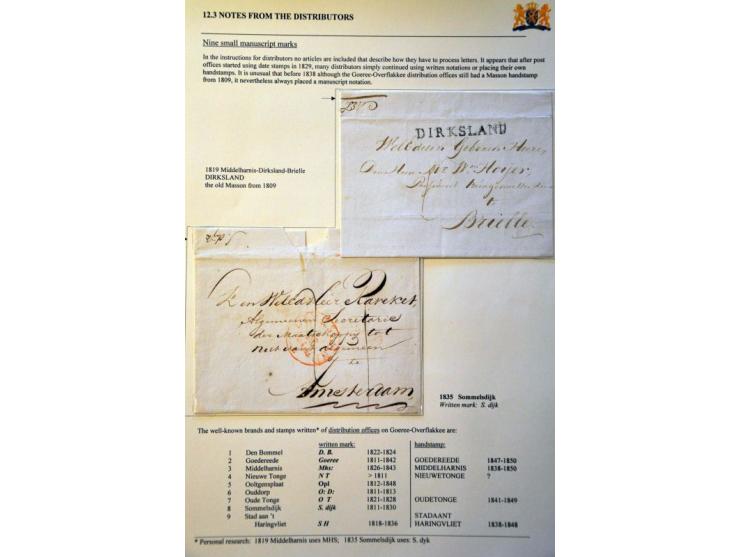 12.3 NOTES FROM THE DISTRIBUTORS
Nine small manuscript marks
In the instructions for distributors no articles are included that describe how they have to process letters. It appears that after post
offices started using date stamps in 1829, many distributors simply continued using written notations or placing their own
handstamps. It is unusual that before 1838 although the Goeree-Overflakkee distribution offices still had a Masson handstamp
from 1809, it nevertheless always placed a manuscript notation.
DIRKSLAND
1819 Middelharnis-Dirksland-Brielle
DIRKSLAND
the old Masson from 1809
Brielle
Amsterdam
1835 Sommelsdijk
Written mark: S. dijk
The well-known brands and stamps written* of distribution offices on Goeree-Overflakkee are:
written mark: handstamp:
1 Den Bommel D. B. 1822-1824
2 Goedereede Goeree 1811-1842 GOEDEREEDE 1847-1850
3 Middelharnis Mhs: 1826-1843 MIDDELHARNIS 1838-1850
4 Nieuwe Tonge N T > 1811 NIEUWETONGE ?
5 Ooltgensplaat Opl 1812-1848
6 Ouddorp O: D: 1811-1813
7 Oude Tonge O T 1821-1828 OUDETONGE 1841-1849
8 Sommelsdijk S. dijk 1811-1830
9 Stad aan 't STADAANT
Haringvliet S H 1818-1836 HARINGVLIET 1838-1848
* Personal research: 1819 Middelharnis uses MHS; 1835 Sommelsdijk uses: S. dyk